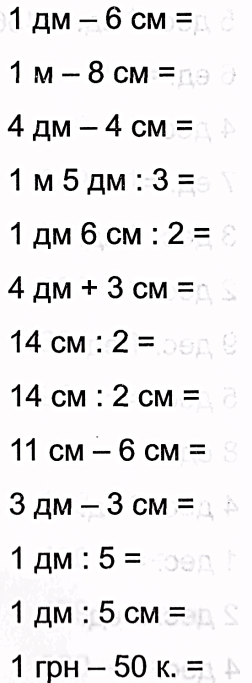 1 дм – 6 см =
1 м – 8 см =
4 дм – 4 см =
1 м 5 дм : 3 =
1 дм 6 см : 2 =
4 дм + 3 см =
14 см : 2 =
14 см : 2 см =
11 см – 6 см =
3 дм – 3 см =
1 дм : 5 =
1 дм : 5 см =
1 грн – 50 к. =